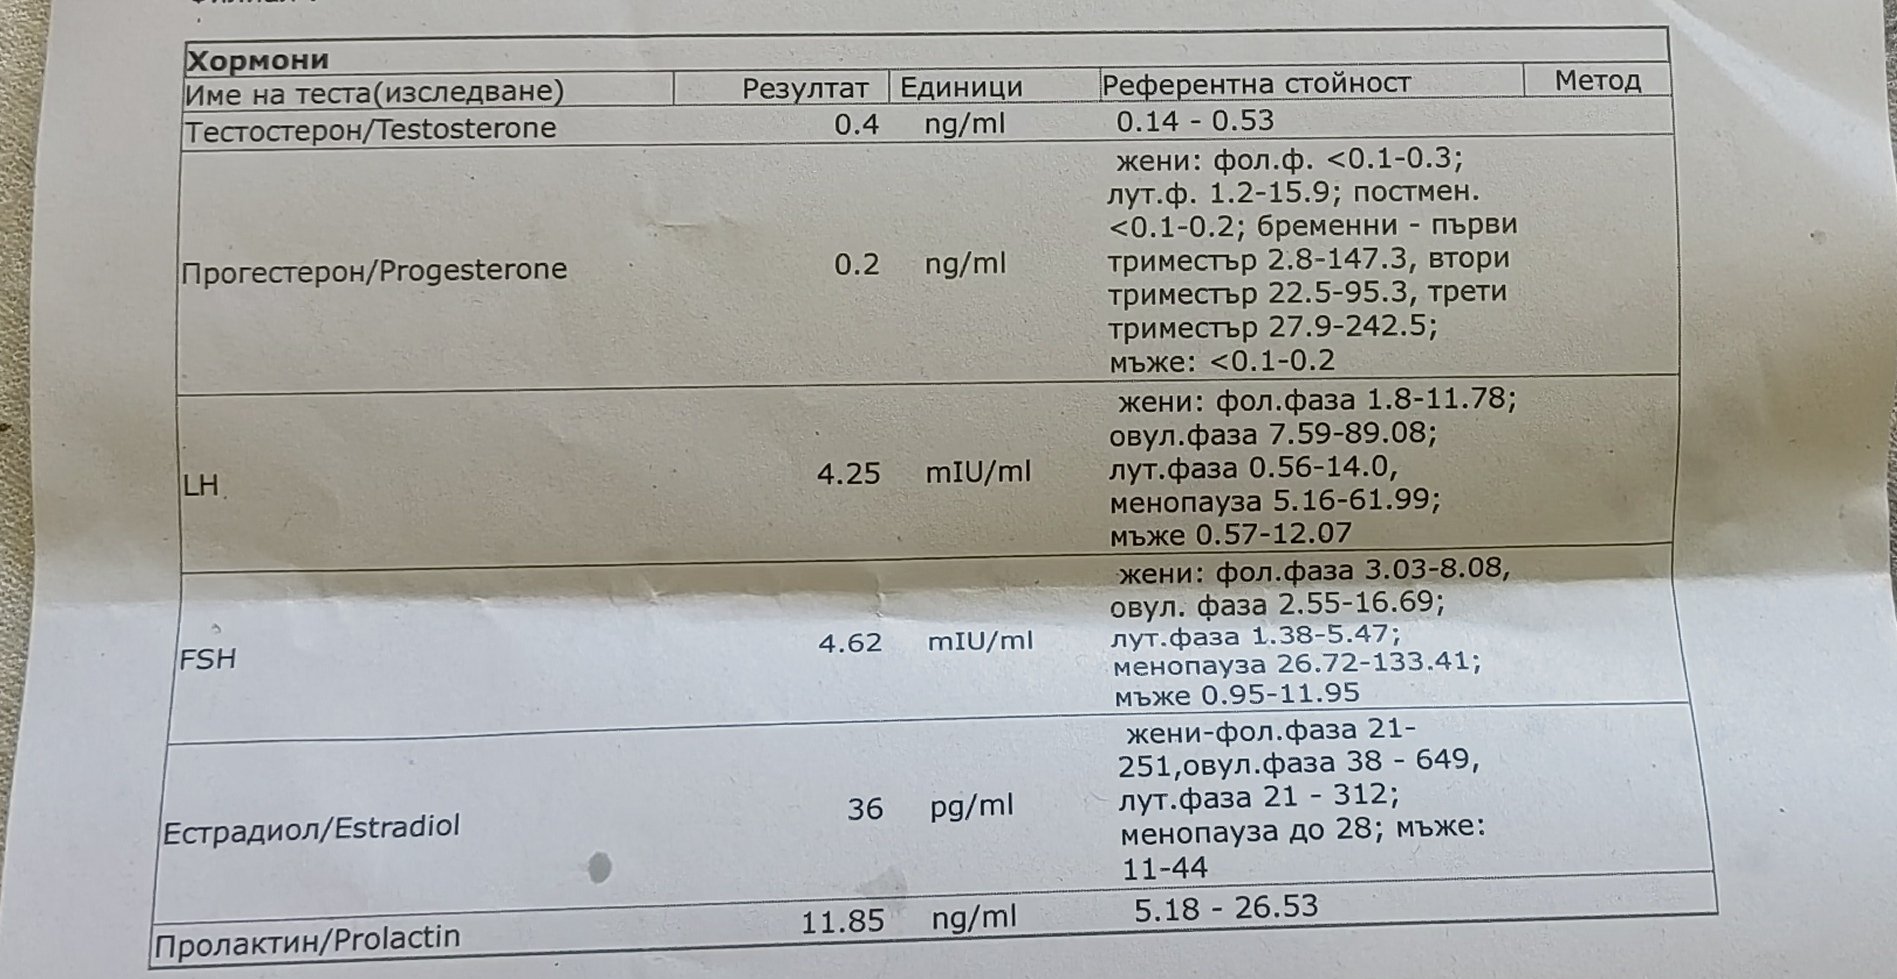 Хормони
Име на теста(изследване) Резултат Единици Референтна стойност Метод
Тестостерон/Testosterone 0.4 ng/ml 0.14 - 0.53
жени: фол.ф. <0.1-0.3;
лут.ф. 1.2-15.9; постмен.
<0.1-0.2; бременни - първи
Прогестерон/Progesterone 0.2 ng/ml триместър 2.8-147.3, втори
триместър 22.5-95.3, трети
триместър 27.9-242.5;
мъже: <0.1-0.2
жени: фол.фаза 1.8-11.78;
овул.фаза 7.59-89.08;
LH 4.25 mIU/ml лут.фаза 0.56-14.0,
менопауза 5.16-61.99;
мъже 0.57-12.07
жени: фол.фаза 3.03-8.08,
овул. фаза 2.55-16.69;
FSH 4.62 mIU/ml лут.фаза 1.38-5.47;
менопауза 26.72-133.41;
мъже 0.95-11.95
жени-фол.фаза 21-
251,овул.фаза 38 - 649,
Естрадиол/Estradiol 36 pg/ml лут.фаза 21 - 312;
менопауза до 28; мъже:
11-44
Пролактин/Prolactin 11.85 ng/ml 5.18 - 26.53